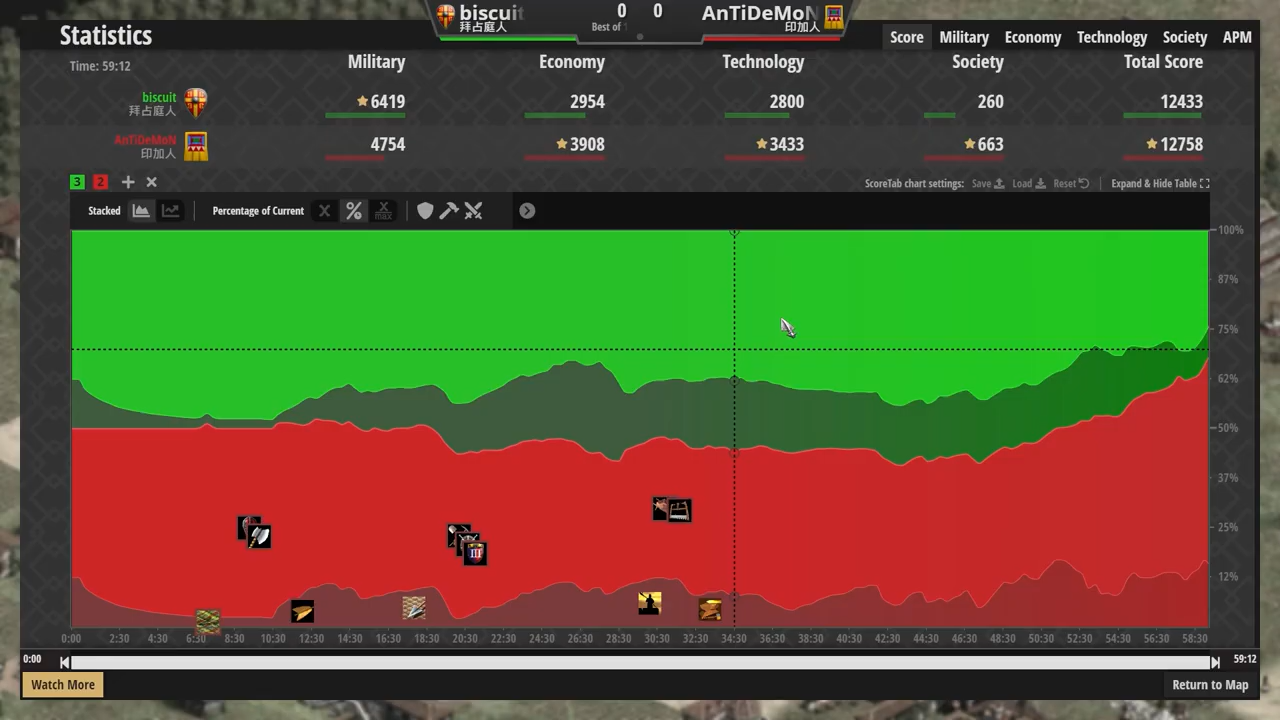 biscuit
拜占庭人
0 0
Best of
AnTiDeMoN
印加人
Statistics
Score Military Economy Technology Society APM
Time: 59:12
Military Economy Technology Society Total Score
biscuit
拜占庭人
6419 2954 2800 260 12433
AnTiDeMoN
印加人
4754 3908 3433 663 12758
3 2
ScoreTab chart settings: Save Load Reset Expand & Hide Table
Stacked Percentage of Current X % X max
100%
87%
75%
62%
50%
37%
25%
12%
III
0:00 2:30 4:30 6:30 8:30 10:30 12:30 14:30 16:30 18:30 20:30 22:30 24:30 26:30 28:30 30:30 32:30 34:30 36:30 38:30 40:30 42:30 44:30 46:30 48:30 50:30 52:30 54:30 56:30 58:30
0:00 59:12
Watch More Return to Map